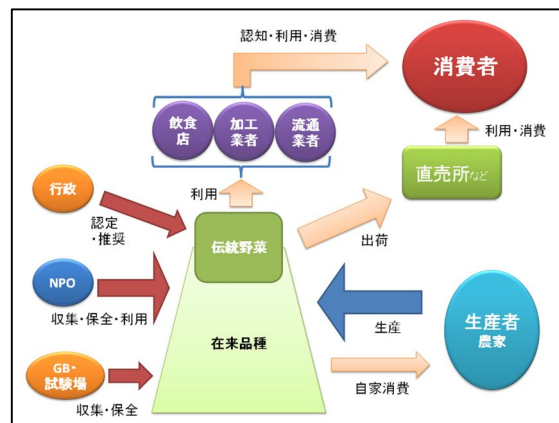 認知・利用・消費
消費者
飲食
店
加工
業者
流通
業者
利用・消費
直売所など
行政
利用
認定
・推奨
伝統野菜
出荷
NPO
収集・保全・利用
生産
生産者
農家
在来品種
GB・
試験場
自家消費
収集・保全